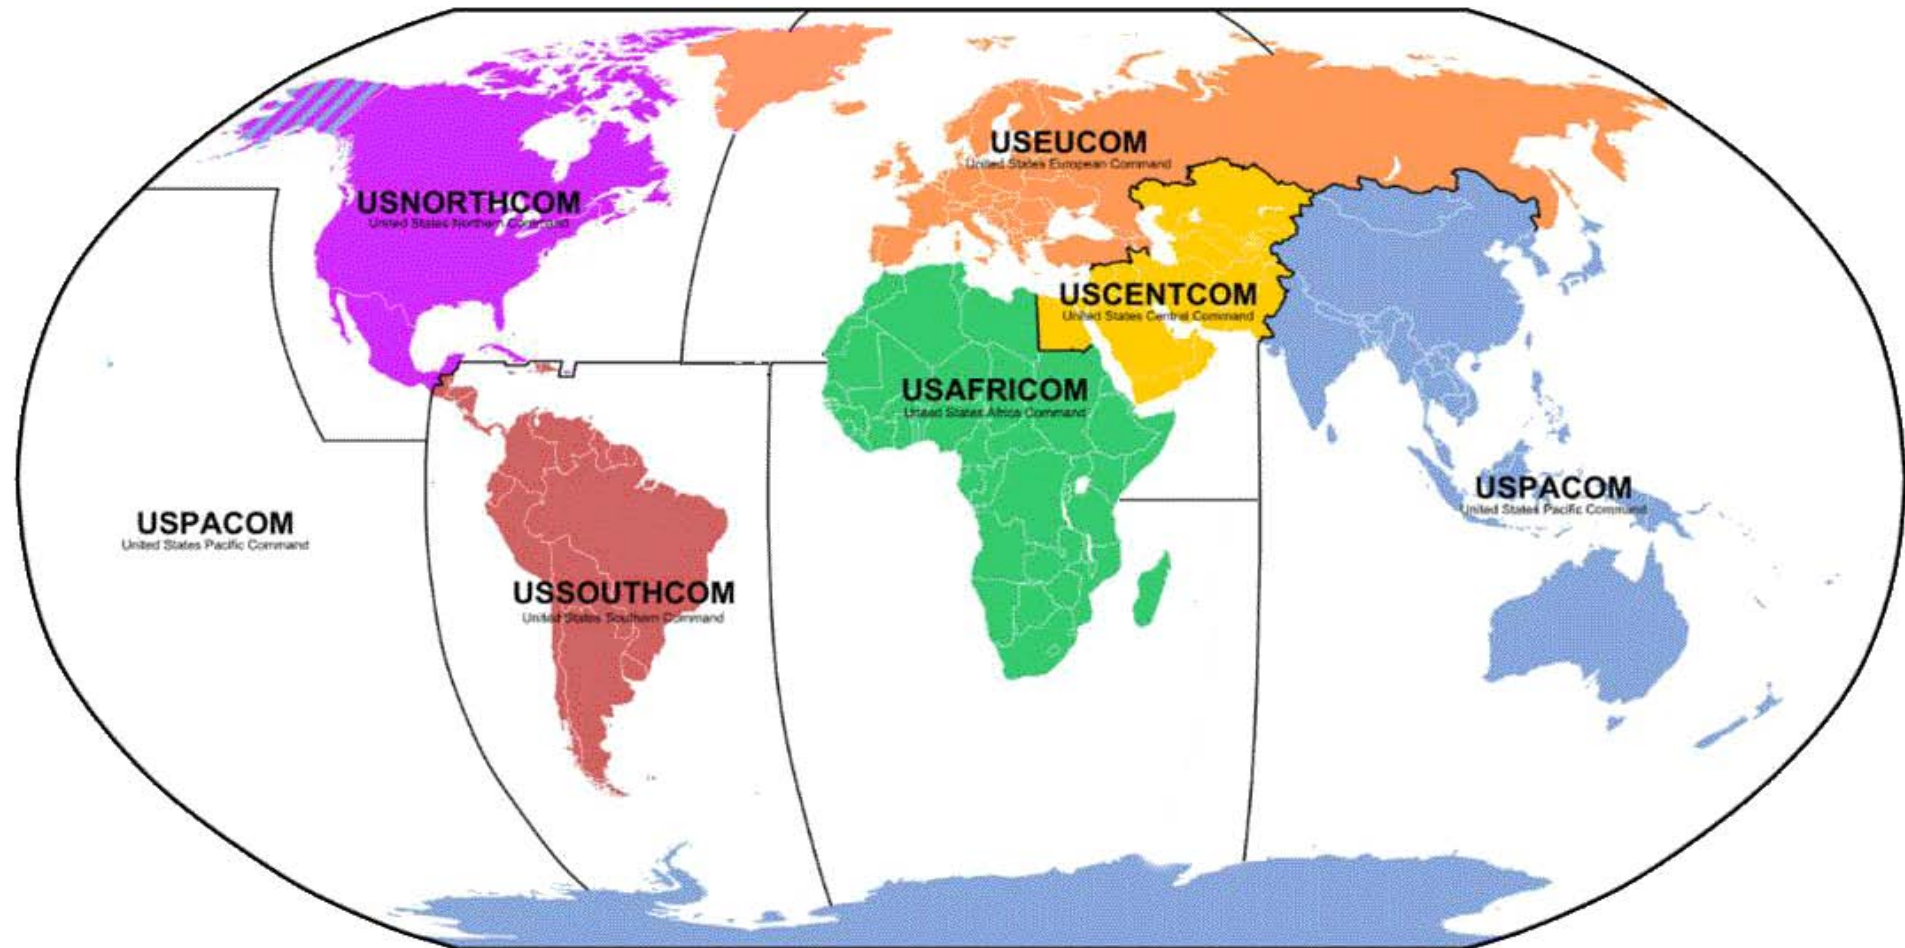 USEUCOM
United States European Command
USNORTHCOM
United States Northern Command
USCENTCOM
United States Central Command
USAFRICOM
United States Africa Command
USPACOM
United States Pacific Command
USPACOM
United States Pacific Command
USSOUTHCOM
United States Southern Command